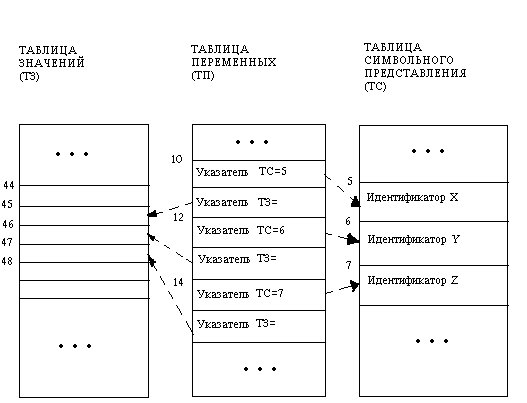 ТАБЛИЦА
ЗНАЧЕНИЙ
(ТЗ)
ТАБЛИЦА
ПЕРЕМЕННЫХ
(ТП)
ТАБЛИЦА
СИМВОЛЬНОГО
ПРЕДСТАВЛЕНИЯ
(ТС)
44
45
46
47
48
10
Указатель ТС=5
Указатель ТЗ=
12
Указатель ТС=6
Указатель ТЗ=
14
Указатель ТС=7
Указатель ТЗ=
5
Идентификатор X
6
Идентификатор Y
7
Идентификатор Z